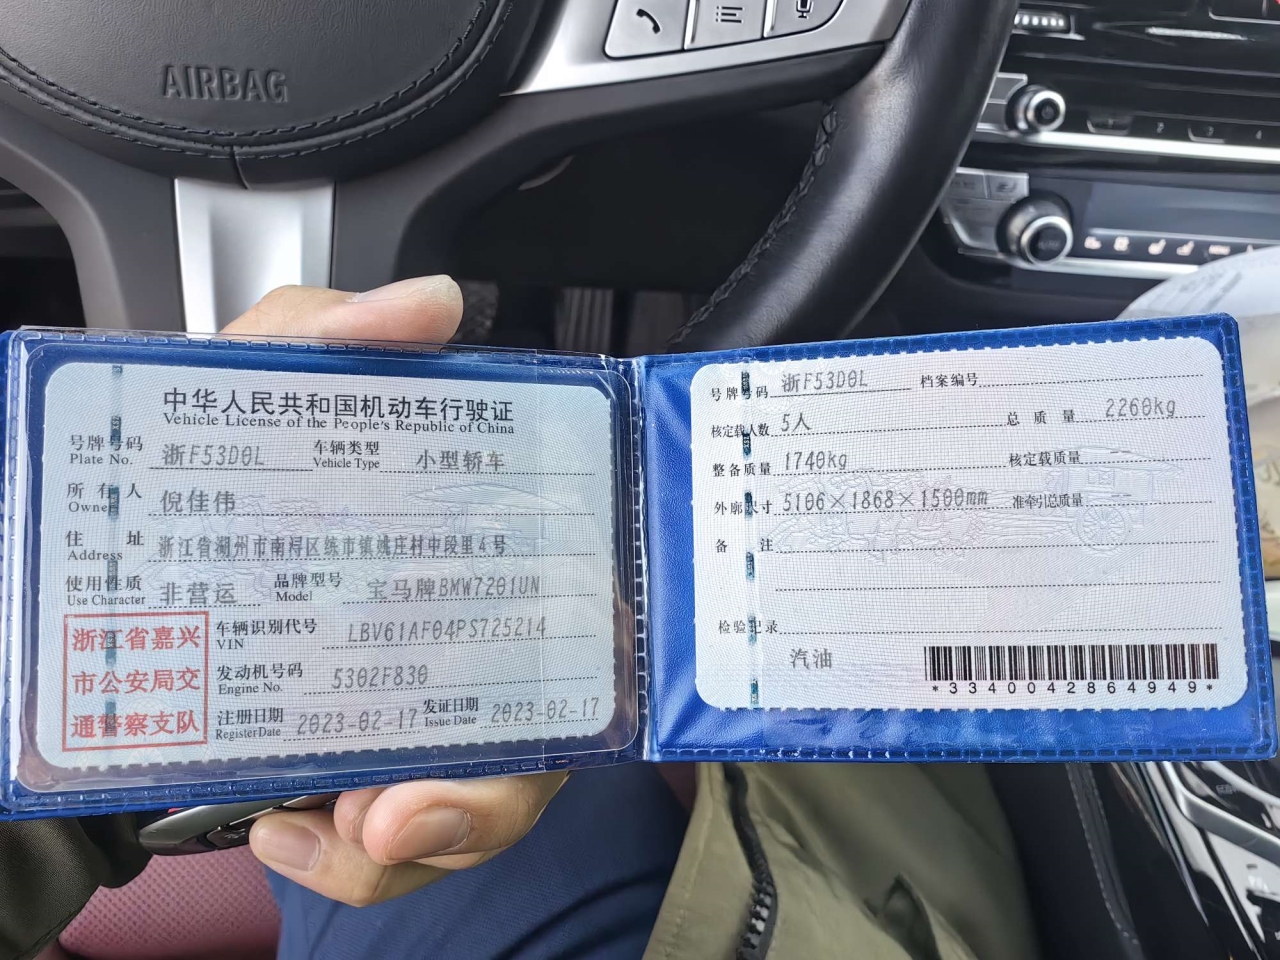 AIRBAG
中华人民共和国机动车行驶证
Vehicle License of the People's Republic of China
号牌号码 浙F53D0L 车辆类型 小型轿车
Plate No. Vehicle Type
所有人 倪佳伟
Owner
住址 浙江省湖州市南浔区练市镇姚庄村中段里4号
Address
使用性质 非营运 品牌型号 宝马牌BMW7201UN
Use Character Model
浙江省嘉兴
市公安局交
通警察支队
车辆识别代号 LBV61AF04PS725214
VIN
发动机号码 5302F830
Engine No.
注册日期 2023-02-17 发证日期 2023-02-17
Register Date Issue Date
号牌号码 浙F53D0L 档案编号
核定载人数 5人 总质量 2260kg
整备质量 1740kg 核定载质量 --
外廓尺寸 5106×1868×1500mm 准牵引总质量 --
备注
检验记录
汽油
*3340042864949*